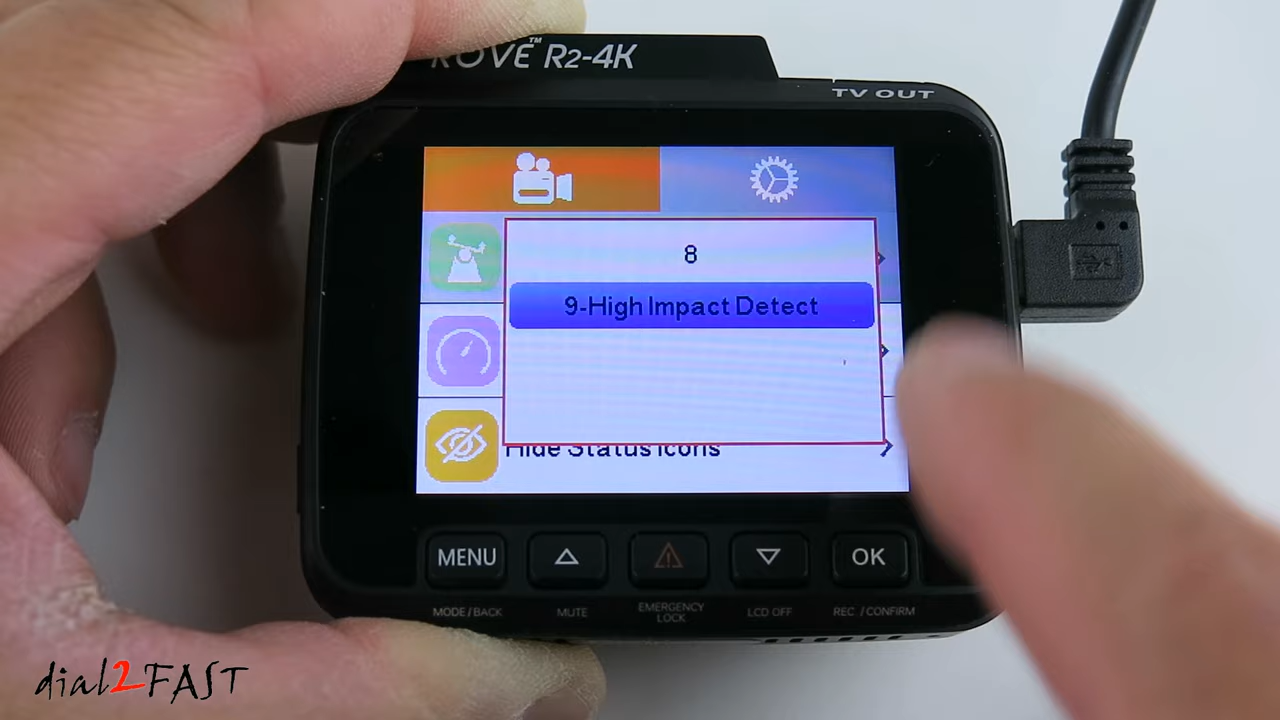 ROVE™ R2-4K
TV OUT
8
9-High Impact Detect
Hide Status Icons
MENU
OK
MODE/BACK
MUTE
EMERGENCY
LOCK
LCD OFF
REC / CONFIRM
dial2FAST